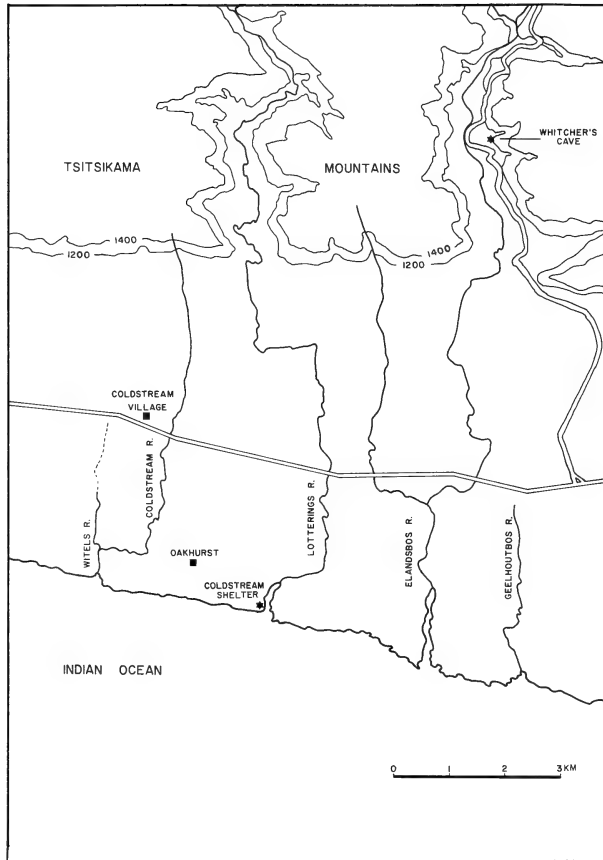 WHITCHER'S
CAVE
TSITSIKAMA
MOUNTAINS
1400
1200
1400
1200
COLDSTREAM
VILLAGE
COLDSTREAM R.
WITELS R.
LOTTERINGS R.
ELANDSBOS R.
GEELHOUTBOS R.
OAKHURST
COLDSTREAM
SHELTER
INDIAN OCEAN
0 1 2 3 KM